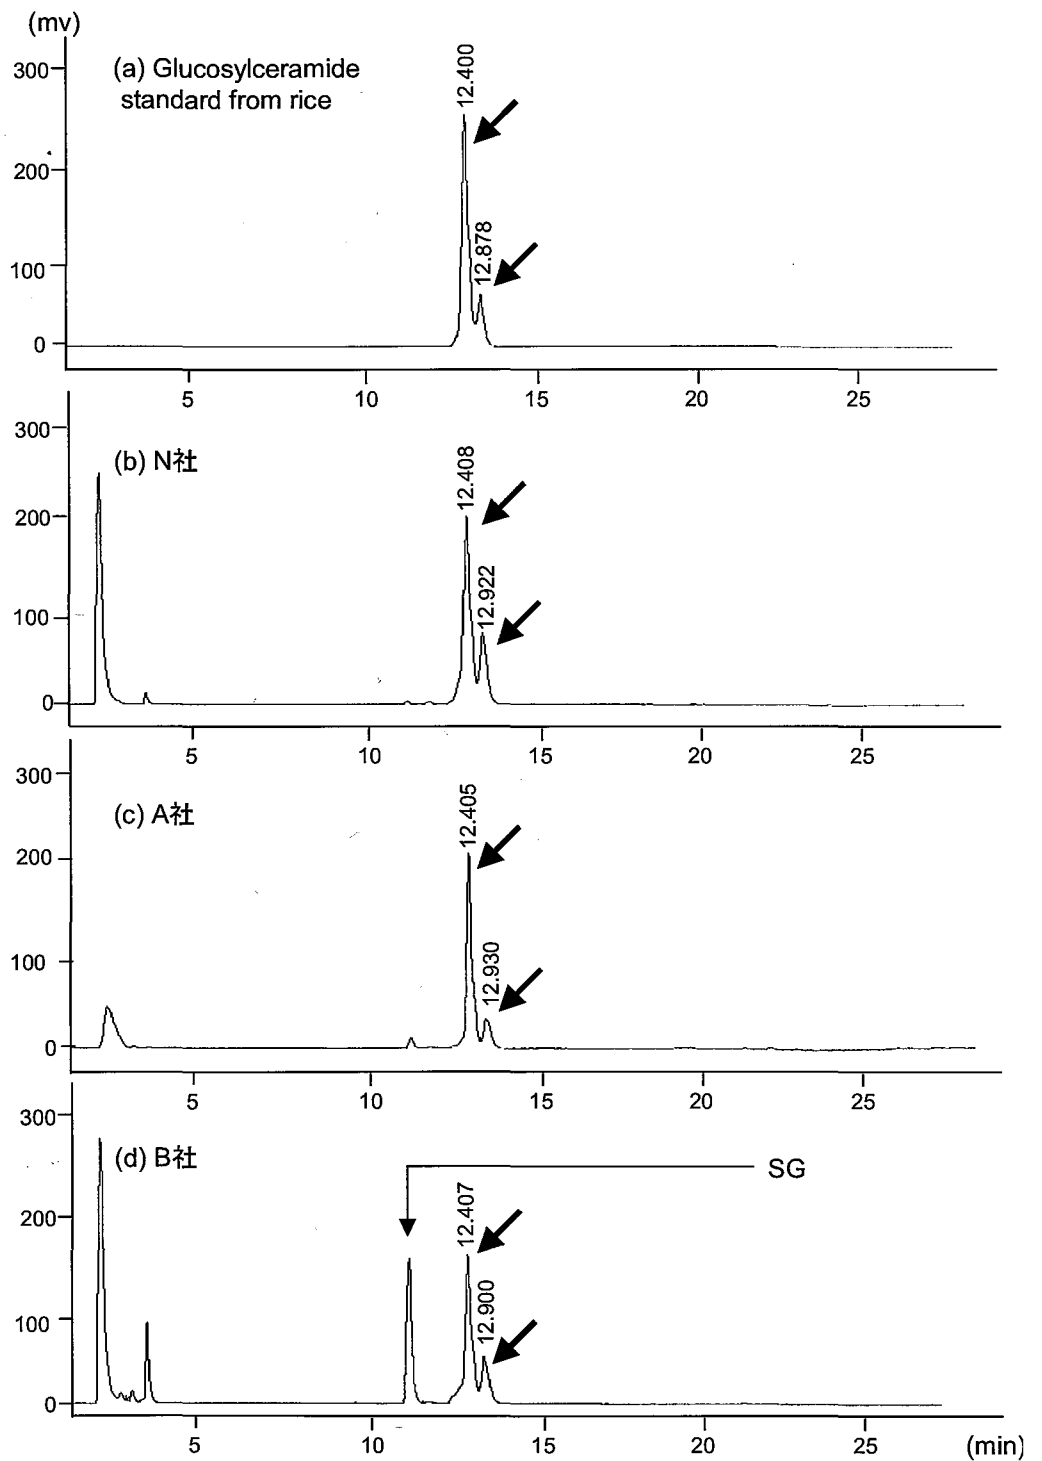 (mv)
300
(a) Glucosylceramide
standard from rice
12.400
200
12.878
100
0
5 10 15 20 25
300
(b) N社
12.408
200
12.922
100
0
5 10 15 20 25
300
(c) A社
12.405
200
12.930
100
0
5 10 15 20 25
300
(d) B社
SG
12.407
200
12.900
100
0
5 10 15 20 25 (min)